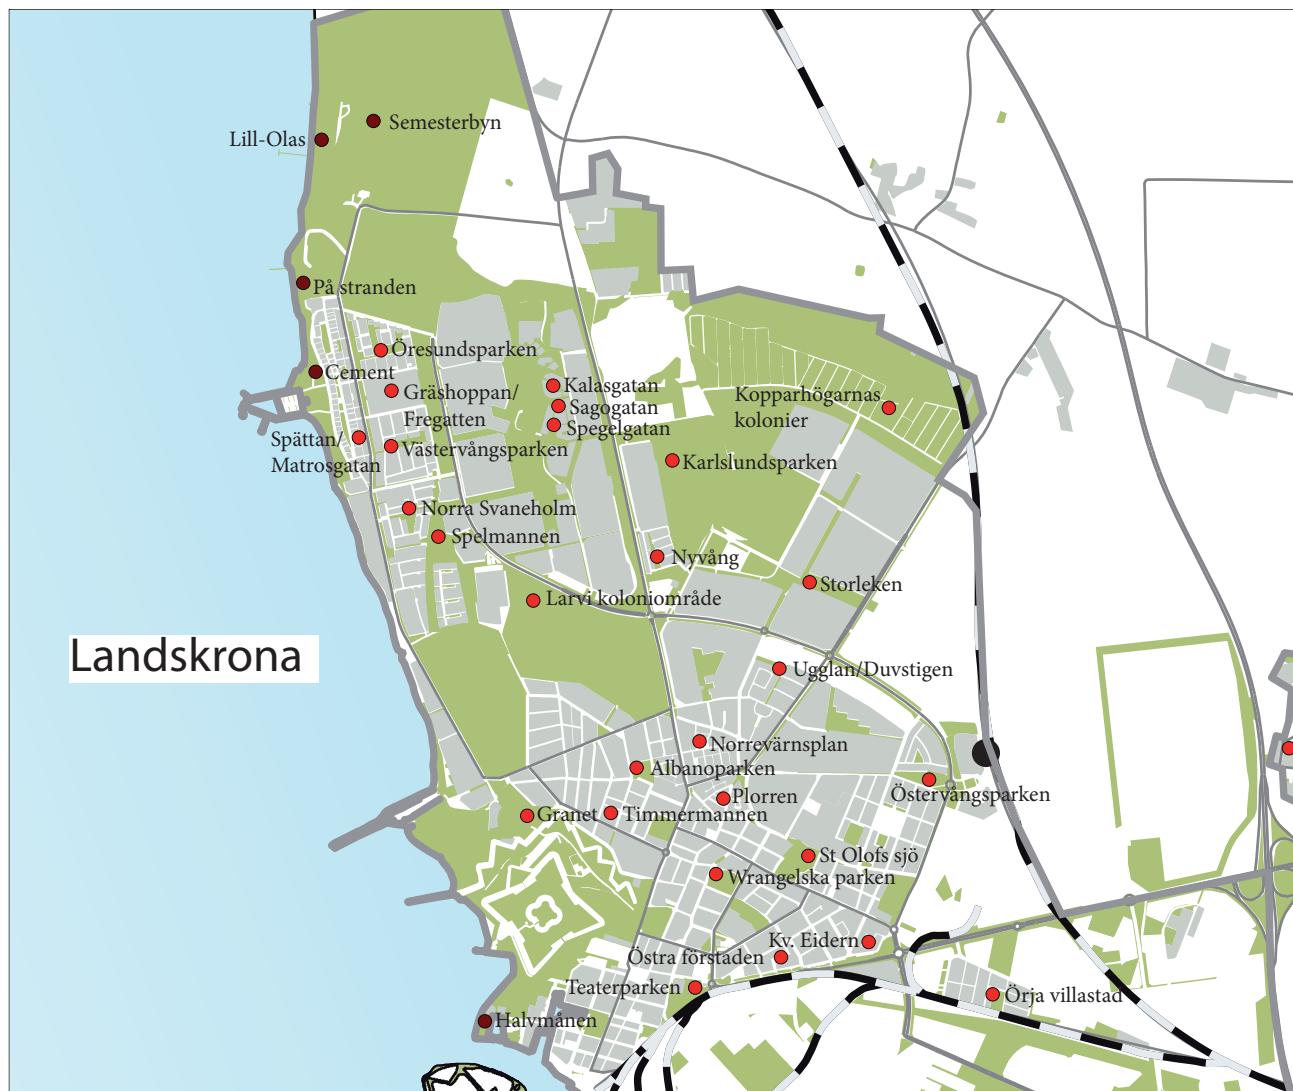 Semesterbyn
Lill-Olas
På stranden
Öresundsparken
Cement
Gräshoppan/
Fregatten
Kalasgatan
Sagogatan
Spegelgatan
Kopparhögarnas
kolonier
Spättan/
Matrosgatan
Västervångsparken
Karlslundsparken
Norra Svaneholm
Spelmannen
Nyvång
Storleken
Larvi koloniområde
Landskrona
Ugglan/Duvstigen
Norrevärnsplan
Albanoparken
Plorren
Östervångsparken
Granet
Timmermannen
St Olofs sjö
Wrangelska parken
Kv. Eidern
Östra förstaden
Teaterparken
Örja villastad
Halvmånen